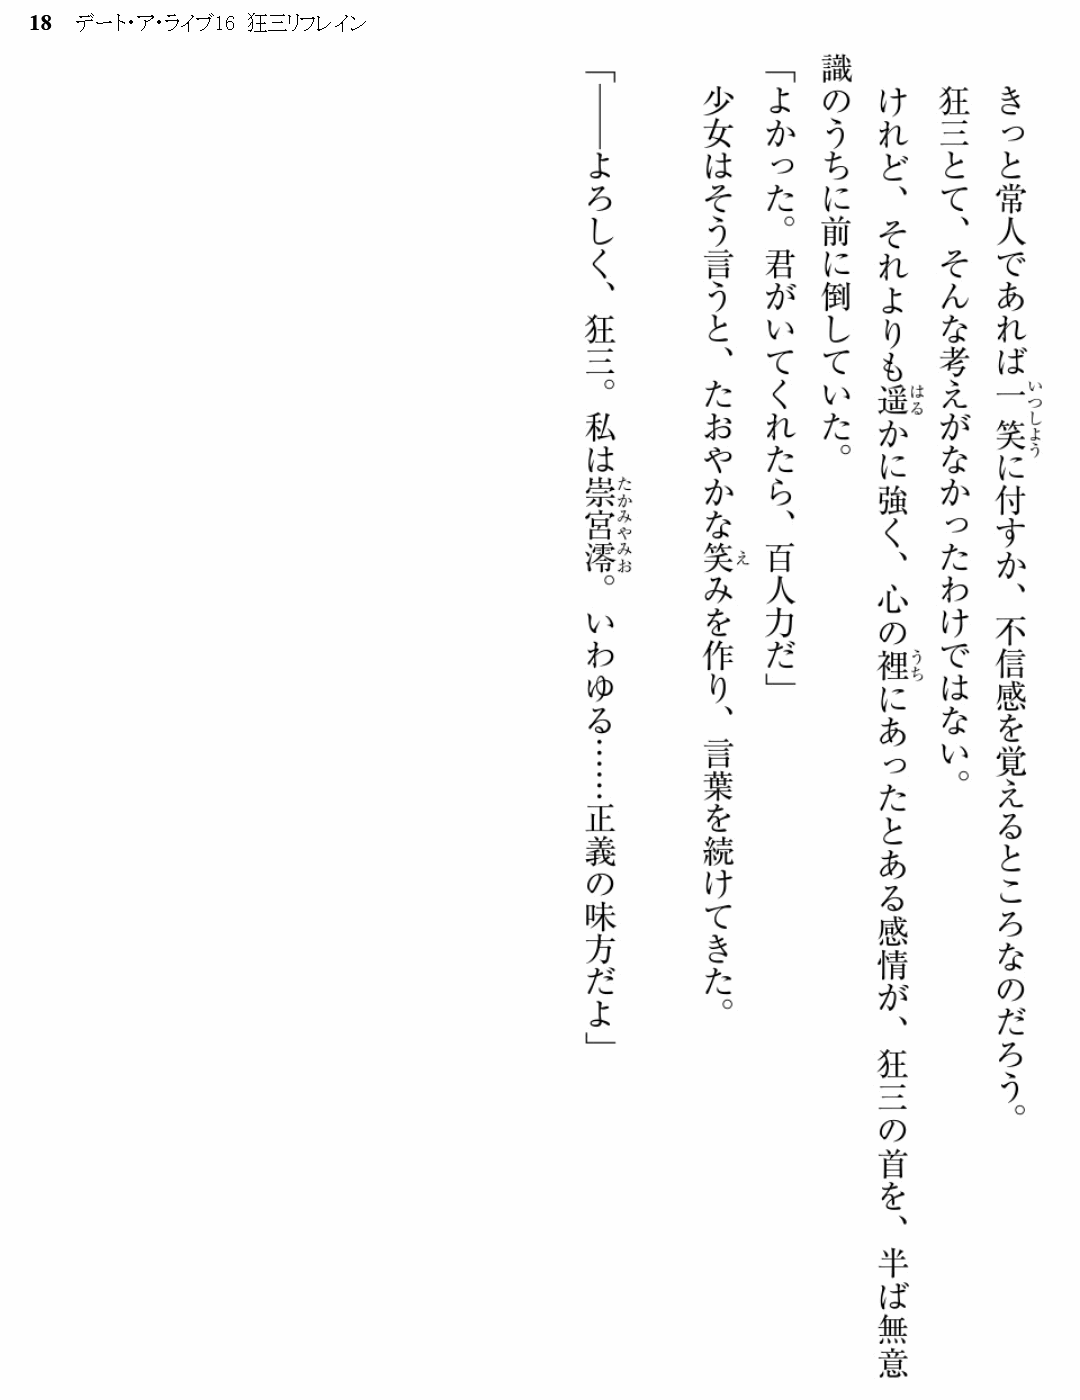 18 デート・ア・ライブ16 狂三リフレイン
きっと常人であれば一笑に付すか、不信感を覚えるところなのだろう。
狂三とて、そんな考えがなかったわけではない。
けれど、それよりも遥かに強く、心の裡にあったとある感情が、狂三の首を、半ば無意
識のうちに前に倒していた。
「よかった。君がいてくれたら、百人力だ」
少女はそう言うと、たおやかな笑みを作り、言葉を続けてきた。
「――よろしく、狂三。私は崇宮澪。いわゆる……正義の味方だよ」